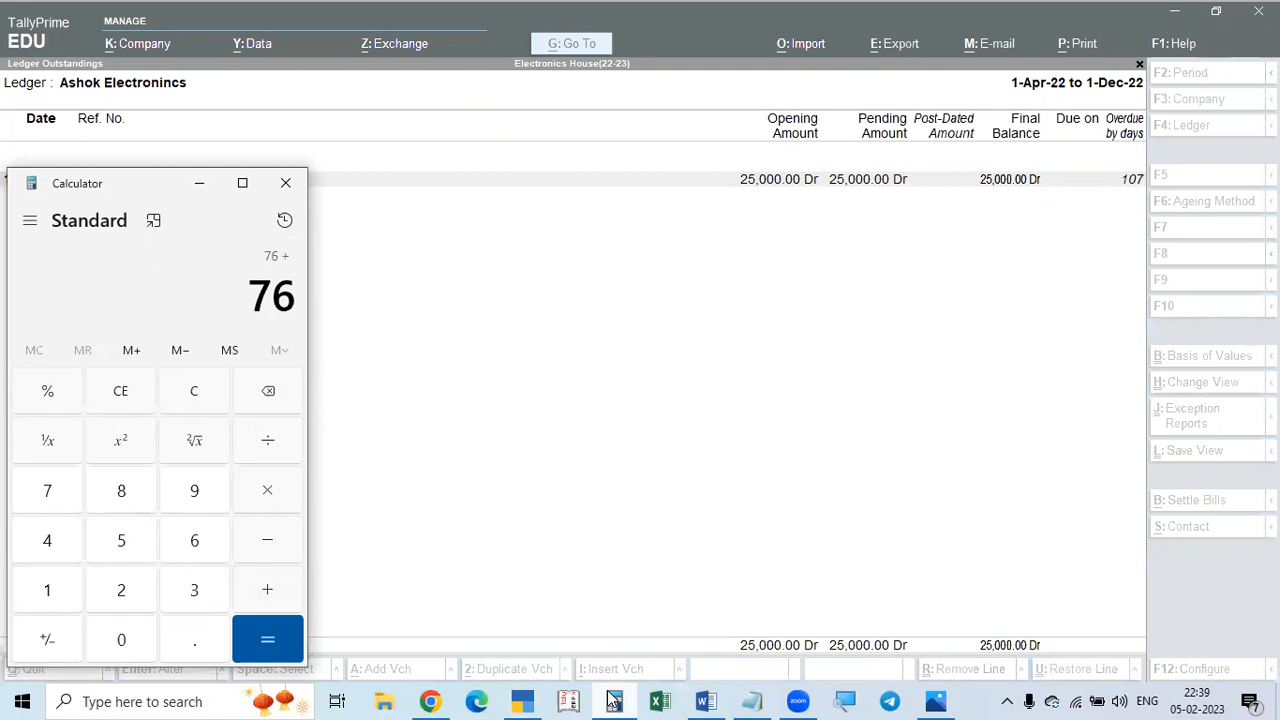 TallyPrime
EDU
MANAGE
K: Company
Y: Data
Z: Exchange
G: Go To
O: Import
E: Export
M: E-mail
P: Print
F1: Help
Ledger Outstandings
Electronics House(22-23)
Ledger : Ashok Electronincs
1-Apr-22 to 1-Dec-22
Date Ref. No.
Opening Amount
Pending Amount
Post-Dated Amount
Final Balance
Due on
Overdue by days
25,000.00 Dr 25,000.00 Dr 25,000.00 Dr 107
Calculator
Standard
76 +
76
MC MR M+ M− MS M
% CE C
¹/x x² ²√x ÷
7 8 9 ×
4 5 6 −
1 2 3 +
+/− 0 . =
25,000.00 Dr 25,000.00 Dr 25,000.00 Dr
F2: Period
F3: Company
F4: Ledger
F5
F6: Ageing Method
F7
F8
F9
F10
B: Basis of Values
H: Change View
J: Exception
Reports
L: Save View
B: Settle Bills
S: Contact
F12: Configure
Q: Quit
Enter: Alter
Space: Select
A: Add Vch
2: Duplicate Vch
I: Insert Vch
R: Remove Line
U: Restore Line
Type here to search
zoom
ENG
22:39
05-02-2023
7